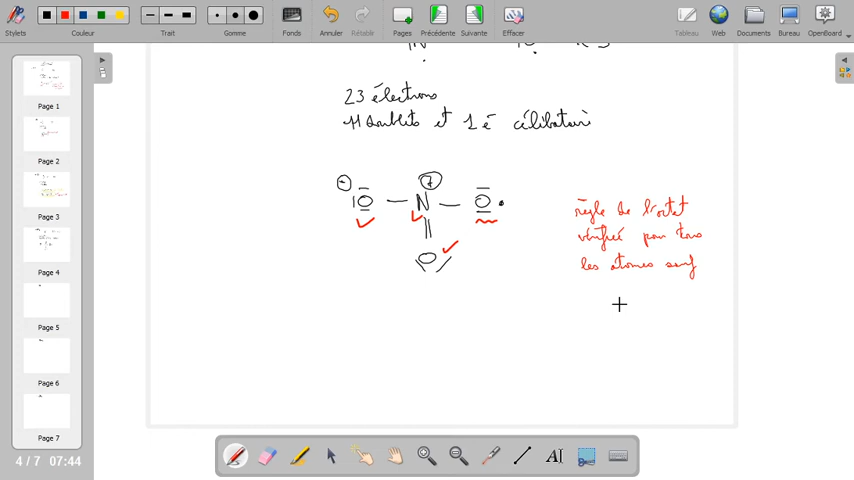 Stylets
Couleur
Trait
Gomme
Annuler
Rétablir
Fonds
Pages
Précédente
Suivante
Effacer
Tableau
Web
Documents
Bureau
OpenBoard
Page 1
Page 2
Page 3
Page 4
Page 5
Page 6
Page 7
4 / 7 07:44
23 électrons
11 doublets et 1 é célibataire
- +
O — N — O •
O
règle de l'octet
vérifiée pour tous
les atomes sauf